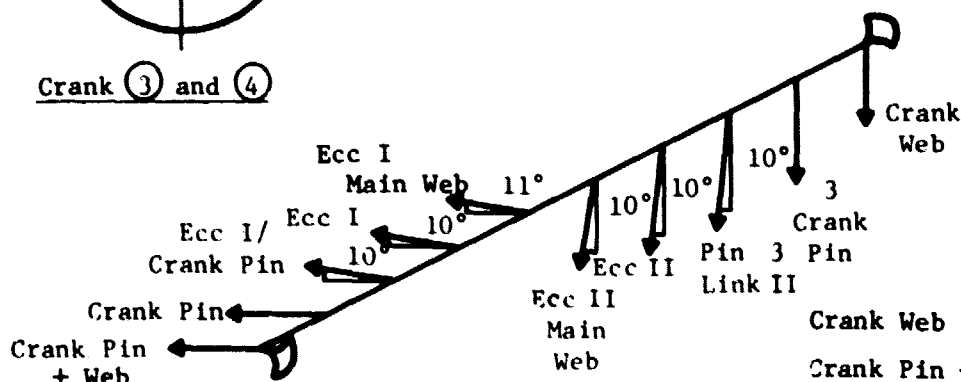 Crank ③ and ④
Crank
Web
Ecc I
Main Web
11°
10°
3
Crank
Pin
10°
10°
Ecc I/
Crank Pin
Ecc I
10°
10°
Pin 3
Link II
Ecc II
Ecc II
Main
Web
Crank Pin
Crank Pin
+ Web
Crank Web
Crank Pin